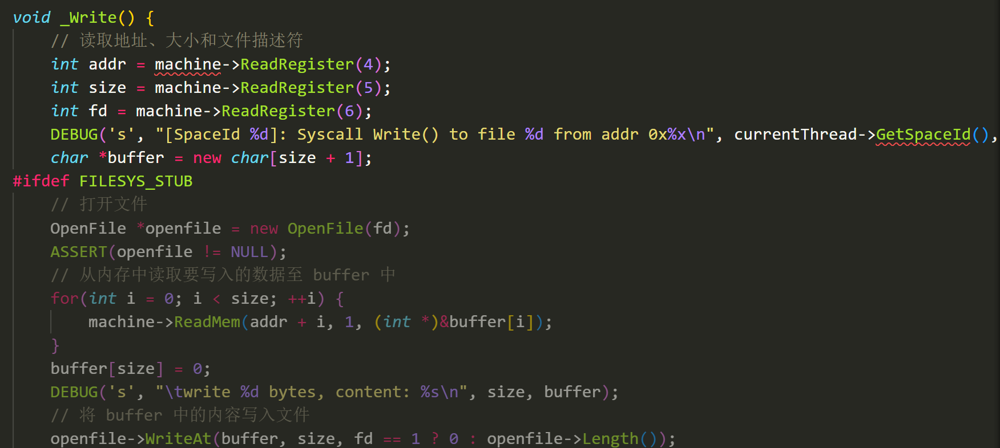 void _Write() {
    // 读取地址、大小和文件描述符
    int addr = machine->ReadRegister(4);
    int size = machine->ReadRegister(5);
    int fd = machine->ReadRegister(6);
    DEBUG('s', "[SpaceId %d]: Syscall Write() to file %d from addr 0x%x\n", currentThread->GetSpaceId(),
    char *buffer = new char[size + 1];
#ifdef FILESYS_STUB
    // 打开文件
    OpenFile *openfile = new OpenFile(fd);
    ASSERT(openfile != NULL);
    // 从内存中读取要写入的数据至 buffer 中
    for(int i = 0; i < size; ++i) {
        machine->ReadMem(addr + i, 1, (int *)&buffer[i]);
    }
    buffer[size] = 0;
    DEBUG('s', "\twrite %d bytes, content: %s\n", size, buffer);
    // 将 buffer 中的内容写入文件
    openfile->WriteAt(buffer, size, fd == 1 ? 0 : openfile->Length());